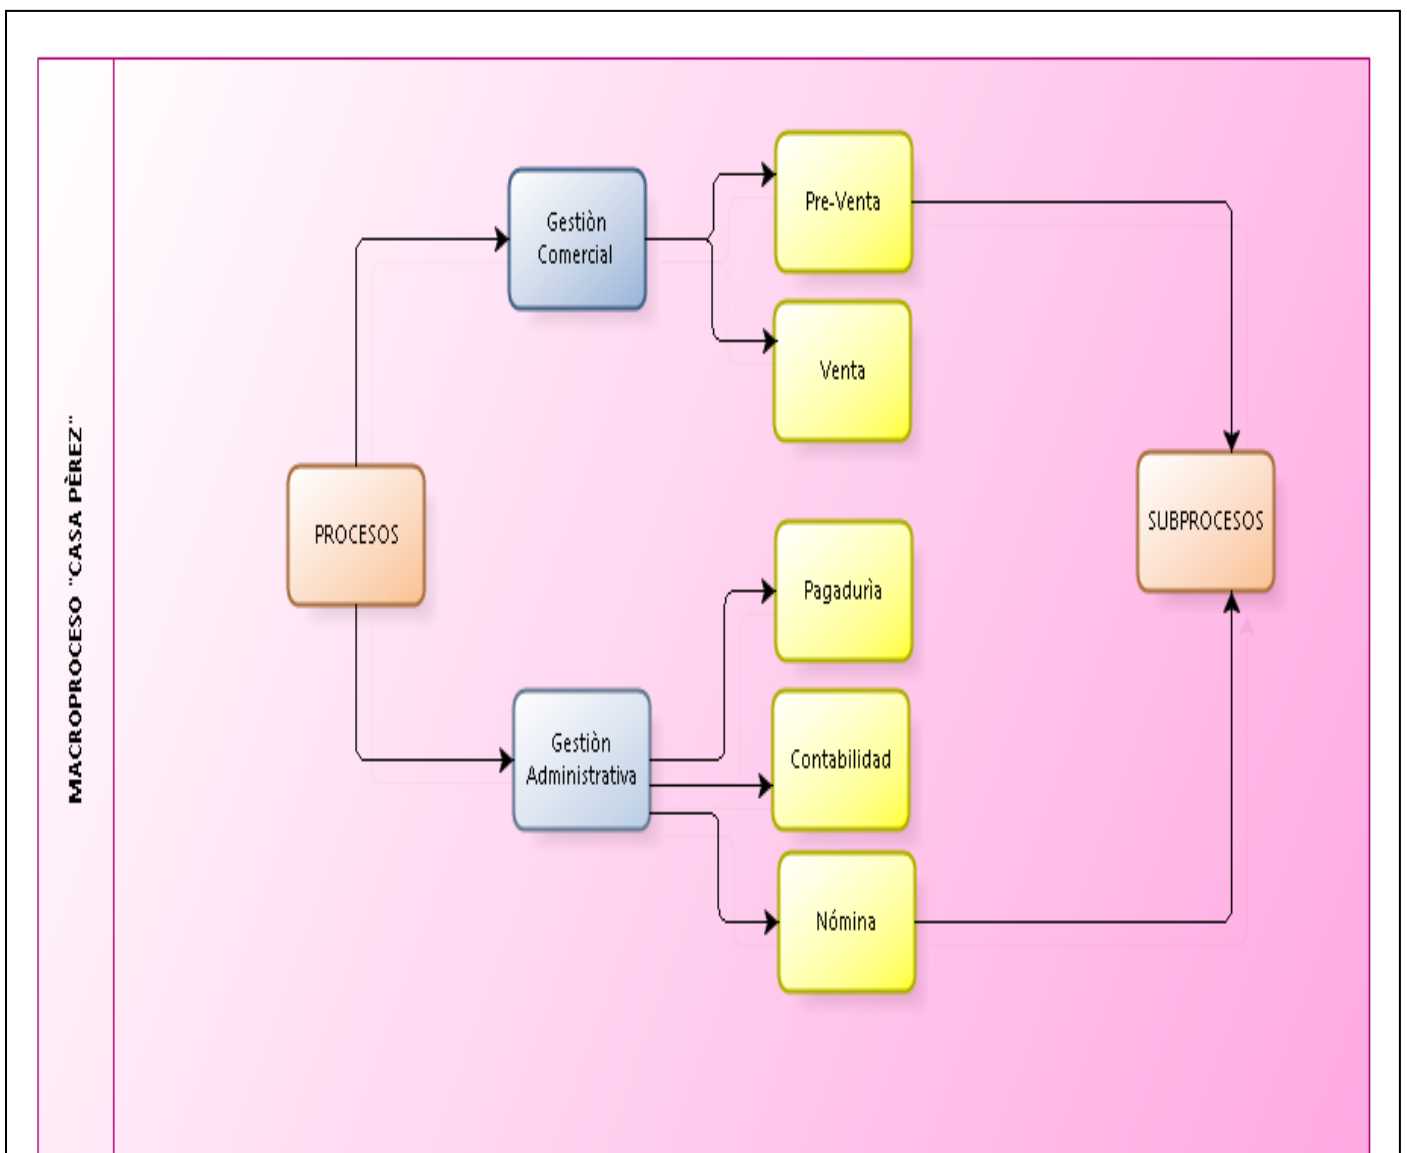 MACROPROCESO "CASA PÈREZ"
PROCESOS
Gestiòn
Comercial
Pre-Venta
Venta
Gestiòn
Administrativa
Pagadurìa
Contabilidad
Nómina
SUBPROCESOS